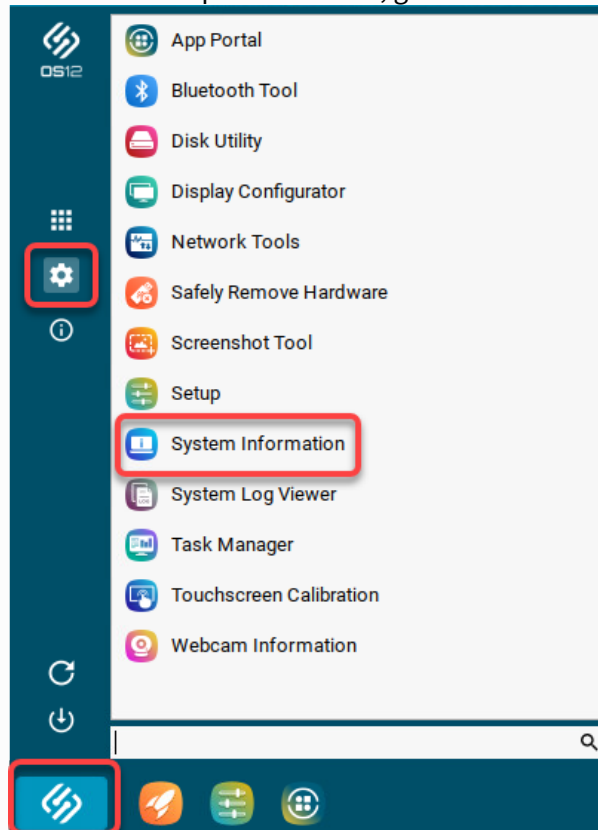 OS12
App Portal
Bluetooth Tool
Disk Utility
Display Configurator
Network Tools
Safely Remove Hardware
Screenshot Tool
Setup
System Information
System Log Viewer
Task Manager
Touchscreen Calibration
Webcam Information